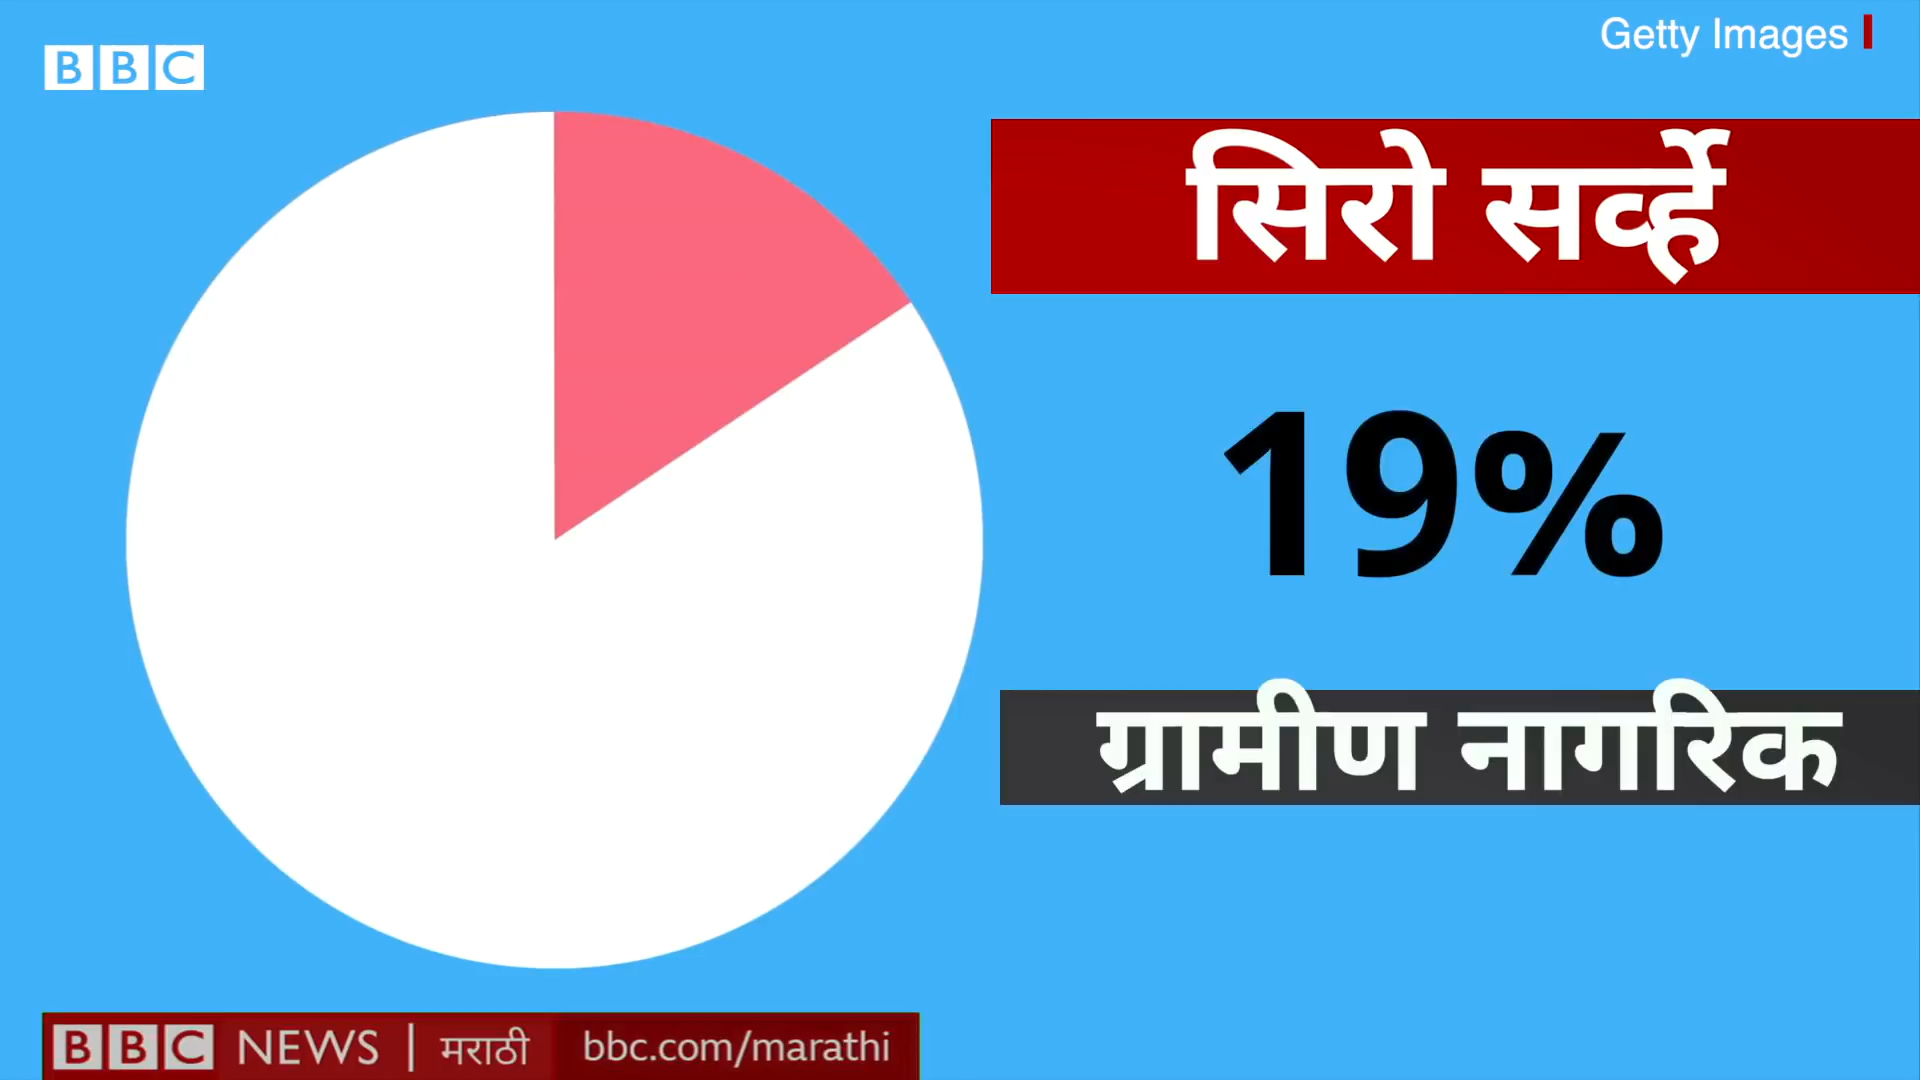 BBC
Getty Images
सिरो सर्व्हे
19%
ग्रामीण नागरिक
BBC NEWS | मराठी bbc.com/marathi